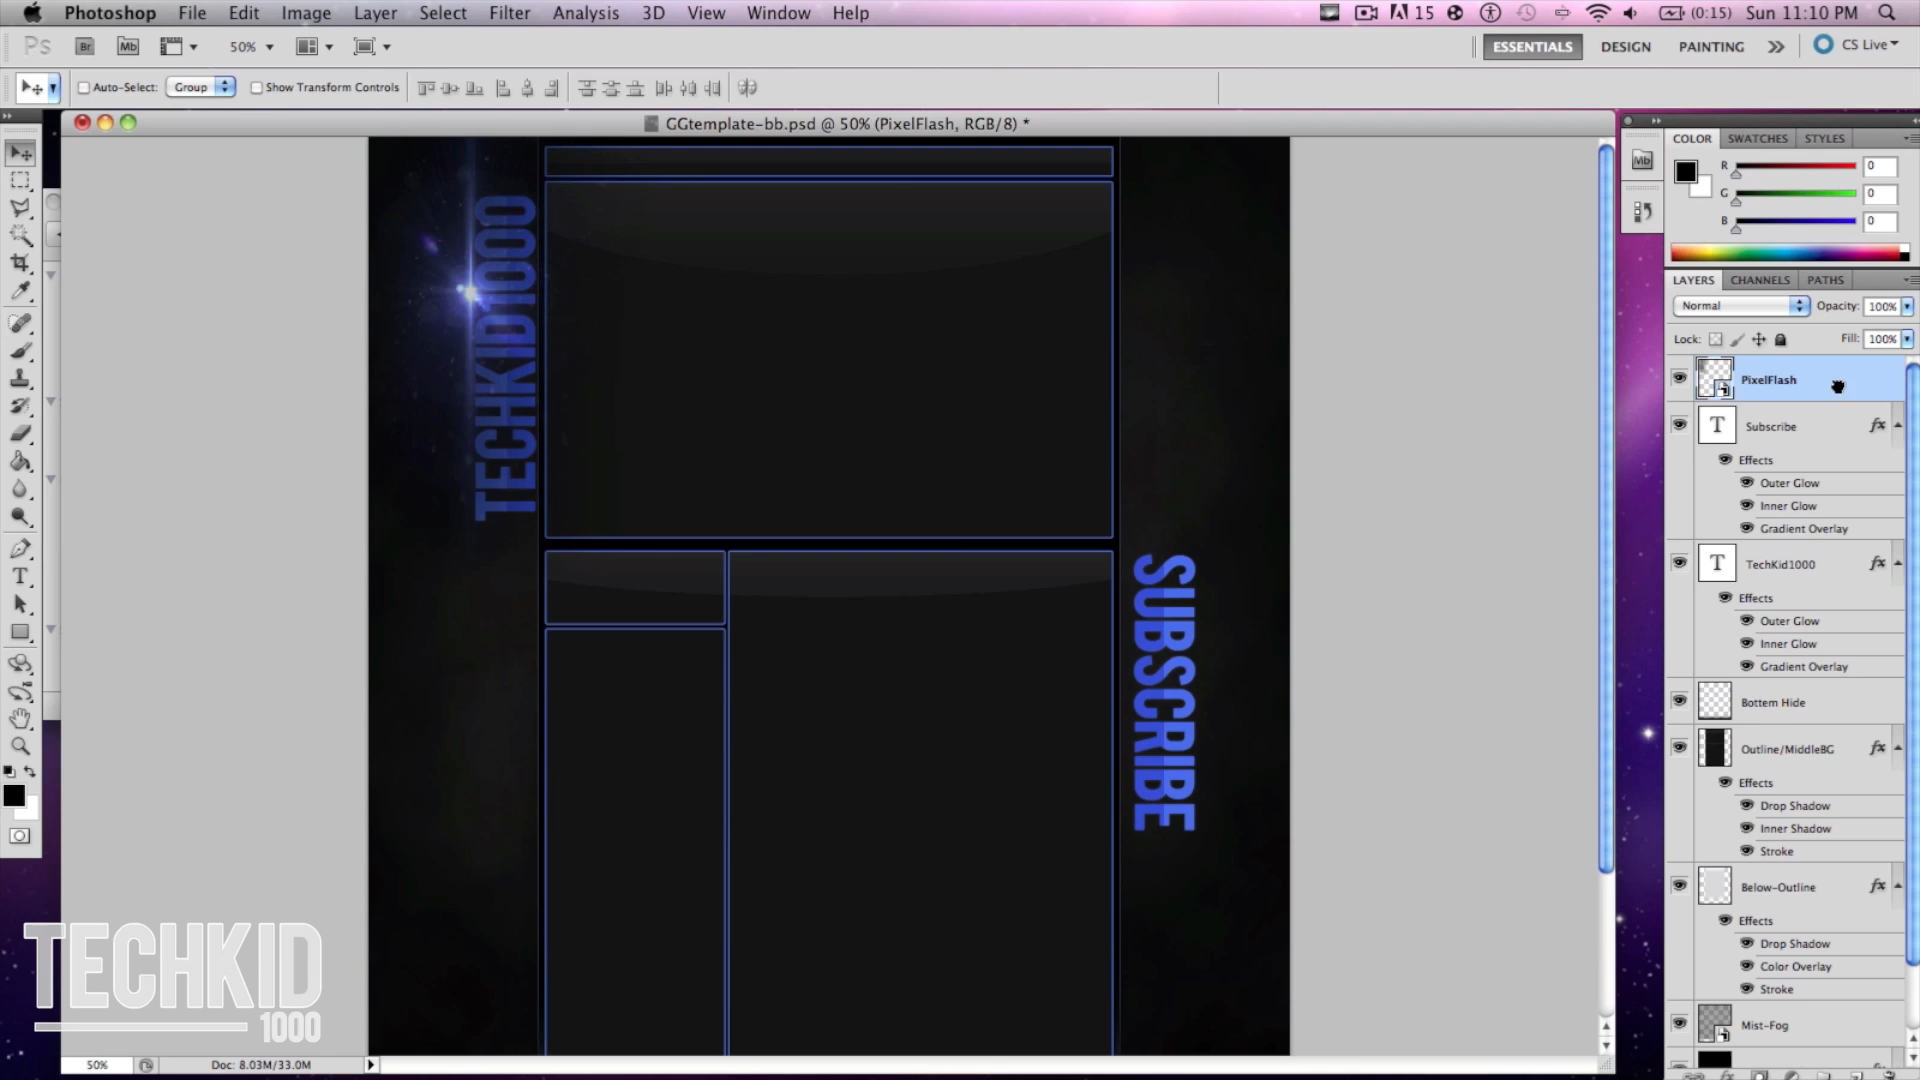 Photoshop File Edit Image Layer Select Filter Analysis 3D View Window Help 15 (0:15) Sun 11:10 PM
Ps Br Mb 50% ESSENTIALS DESIGN PAINTING CS Live
Auto-Select: Group Show Transform Controls
GGtemplate-bb.psd @ 50% (PixelFlash, RGB/8) *
TECHKID1000
SUBSCRIBE
Mb
COLOR SWATCHES STYLES
R 0
G 0
B 0
LAYERS CHANNELS PATHS
Normal Opacity: 100%
Lock: Fill: 100%
PixelFlash
T Subscribe fx
Effects
Outer Glow
Inner Glow
Gradient Overlay
T TechKid1000 fx
Effects
Outer Glow
Inner Glow
Gradient Overlay
Bottem Hide
Outline/MiddleBG fx
Effects
Drop Shadow
Inner Shadow
Stroke
Below-Outline fx
Effects
Drop Shadow
Color Overlay
Stroke
Mist-Fog
T
TECHKID
1000
50% Doc: 8.03M/33.0M